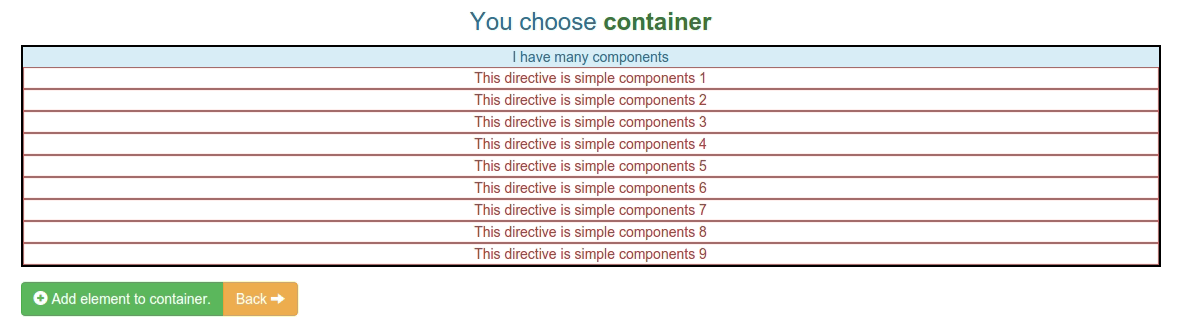 You choose container
I have many components
This directive is simple components 1
This directive is simple components 2
This directive is simple components 3
This directive is simple components 4
This directive is simple components 5
This directive is simple components 6
This directive is simple components 7
This directive is simple components 8
This directive is simple components 9
Add element to container. Back